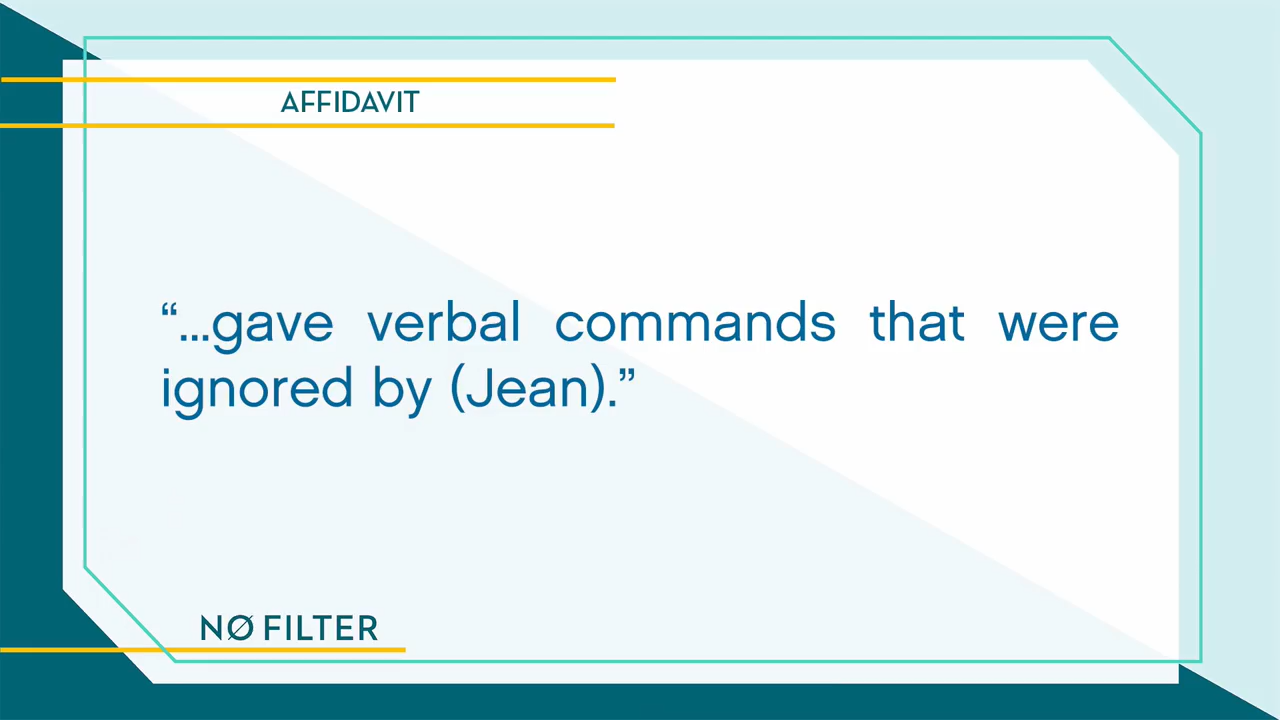 AFFIDAVIT
“...gave verbal commands that were
ignored by (Jean).”
NØ FILTER